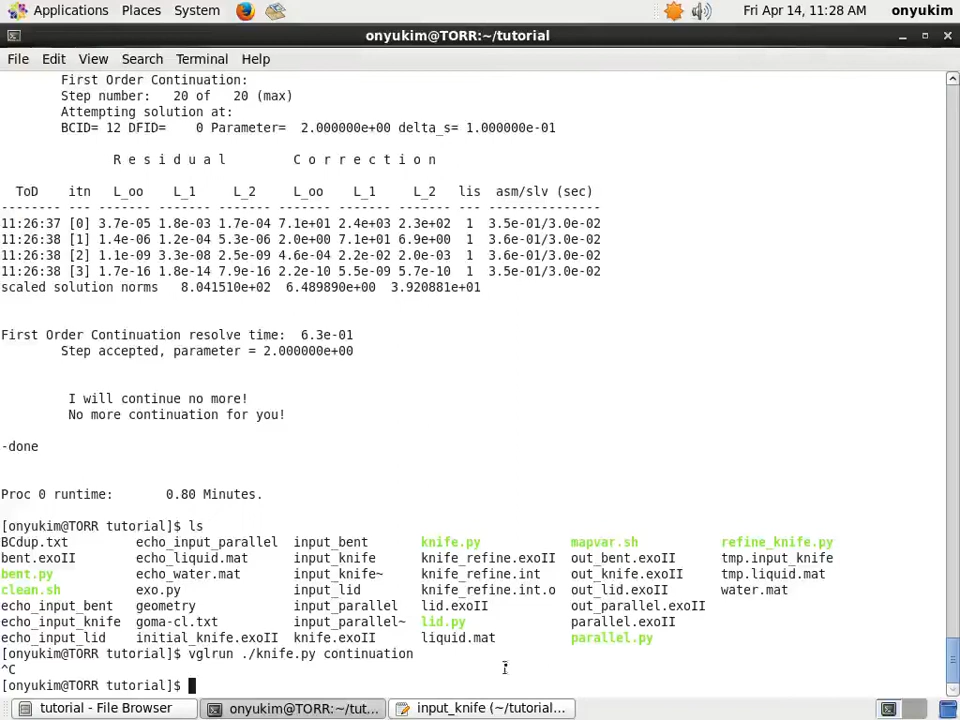 Applications Places System Fri Apr 14, 11:28 AM onyukim
onyukim@TORR:~/tutorial
File Edit View Search Terminal Help
First Order Continuation:
Step number: 20 of 20 (max)
Attempting solution at:
BCID= 12 DFID= 0 Parameter= 2.000000e+00 delta_s= 1.000000e-01
R e s i d u a l C o r r e c t i o n
ToD itn L_oo L_1 L_2 L_oo L_1 L_2 lis asm/slv (sec)
-------- --- ------- ------- ------- ------- ------- ------- --- ---------------
11:26:37 [0] 3.7e-05 1.8e-03 1.7e-04 7.1e+01 2.4e+03 2.3e+02 1 3.5e-01/3.0e-02
11:26:38 [1] 1.4e-06 1.2e-04 5.3e-06 2.0e+00 7.1e+01 6.9e+00 1 3.6e-01/3.0e-02
11:26:38 [2] 1.1e-09 3.3e-08 2.5e-09 4.6e-04 2.2e-02 2.0e-03 1 3.6e-01/3.0e-02
11:26:38 [3] 1.7e-16 1.8e-14 7.9e-16 2.2e-10 5.5e-09 5.7e-10 1 3.5e-01/3.0e-02
scaled solution norms 8.041510e+02 6.489890e+00 3.920881e+01
First Order Continuation resolve time: 6.3e-01
Step accepted, parameter = 2.000000e+00
I will continue no more!
No more continuation for you!
-done
Proc 0 runtime: 0.80 Minutes.
[onyukim@TORR tutorial]$ ls
BCdup.txt echo_input_parallel input_bent knife.py mapvar.sh refine_knife.py
bent.exoII echo_liquid.mat input_knife knife_refine.exoII out_bent.exoII tmp.input_knife
bent.py echo_water.mat input_knife~ knife_refine.int out_knife.exoII tmp.liquid.mat
clean.sh exo.py input_lid knife_refine.int.o out_lid.exoII water.mat
echo_input_bent geometry input_parallel lid.exoII out_parallel.exoII
echo_input_knife goma-cl.txt input_parallel~ lid.py parallel.exoII
echo_input_lid initial_knife.exoII knife.exoII liquid.mat parallel.py
[onyukim@TORR tutorial]$ vglrun ./knife.py continuation
^C
[onyukim@TORR tutorial]$
tutorial - File Browser onyukim@TORR:~/tut... input_knife (~/tutorial...